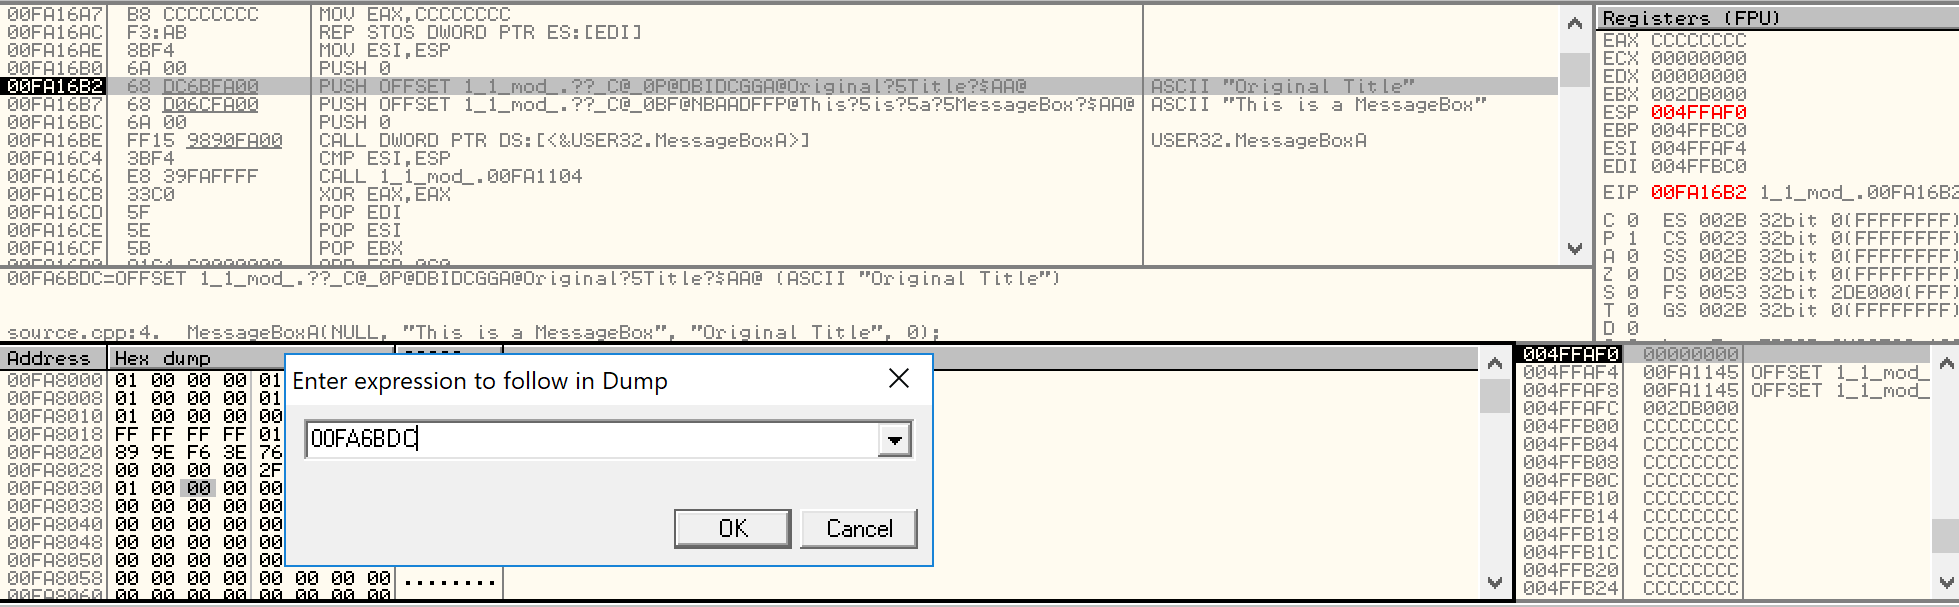 00FA16A7 B8 CCCCCCCC MOV EAX,CCCCCCCC
00FA16AC F3:AB REP STOS DWORD PTR ES:[EDI]
00FA16AE 8BF4 MOV ESI,ESP
00FA16B0 6A 00 PUSH 0
00FA16B2 68 DC6BFA00 PUSH OFFSET 1_1_mod_.??_C@_0P@DBIDCGGA@Original?5Title?$AA@ ASCII "Original Title"
00FA16B7 68 D06CFA00 PUSH OFFSET 1_1_mod_.??_C@_0BF@NBAADFFP@This?5is?5a?5MessageBox?$AA@ ASCII "This is a MessageBox"
00FA16BC 6A 00 PUSH 0
00FA16BE FF15 9890FA00 CALL DWORD PTR DS:[<&USER32.MessageBoxA>] USER32.MessageBoxA
00FA16C4 3BF4 CMP ESI,ESP
00FA16C6 E8 39FAFFFF CALL 1_1_mod_.00FA1104
00FA16CB 33C0 XOR EAX,EAX
00FA16CD 5F POP EDI
00FA16CE 5E POP ESI
00FA16CF 5B POP EBX
00FA6BDC=OFFSET 1_1_mod_.??_C@_0P@DBIDCGGA@Original?5Title?$AA@ (ASCII "Original Title")
source.cpp:4. MessageBoxA(NULL, "This is a MessageBox", "Original Title", 0);
Registers (FPU)
EAX CCCCCCCC
ECX 00000000
EDX 00000000
EBX 002DB000
ESP 004FFAF0
EBP 004FFBC0
ESI 004FFAF4
EDI 004FFBC0
EIP 00FA16B2 1_1_mod_.00FA16B2
C 0 ES 002B 32bit 0(FFFFFFFF)
P 1 CS 0023 32bit 0(FFFFFFFF)
A 0 SS 002B 32bit 0(FFFFFFFF)
Z 0 DS 002B 32bit 0(FFFFFFFF)
S 0 FS 0053 32bit 2DE000(FFF)
T 0 GS 002B 32bit 0(FFFFFFFF)
D 0
Address Hex dump
00FA8000 01 00 00 00 01
00FA8008 01 00 00 00 01
00FA8010 01 00 00 00 00
00FA8018 FF FF FF FF 01
00FA8020 89 9E F6 3E 76
00FA8028 00 00 00 00 2F
00FA8030 01 00 00 00 00
00FA8038 00 00 00 00 00
00FA8040 00 00 00 00 00
00FA8048 00 00 00 00 00
00FA8050 00 00 00 00 00
00FA8058 00 00 00 00 00 00 00 00 ........
00FA8060 00 00 00 00 00 00 00 00
Enter expression to follow in Dump
00FA6BDC
OK Cancel
004FFAF0 00000000
004FFAF4 00FA1145 OFFSET 1_1_mod_
004FFAF8 00FA1145 OFFSET 1_1_mod_
004FFAFC 002DB000
004FFB00 CCCCCCCC
004FFB04 CCCCCCCC
004FFB08 CCCCCCCC
004FFB0C CCCCCCCC
004FFB10 CCCCCCCC
004FFB14 CCCCCCCC
004FFB18 CCCCCCCC
004FFB1C CCCCCCCC
004FFB20 CCCCCCCC
004FFB24 CCCCCCCC